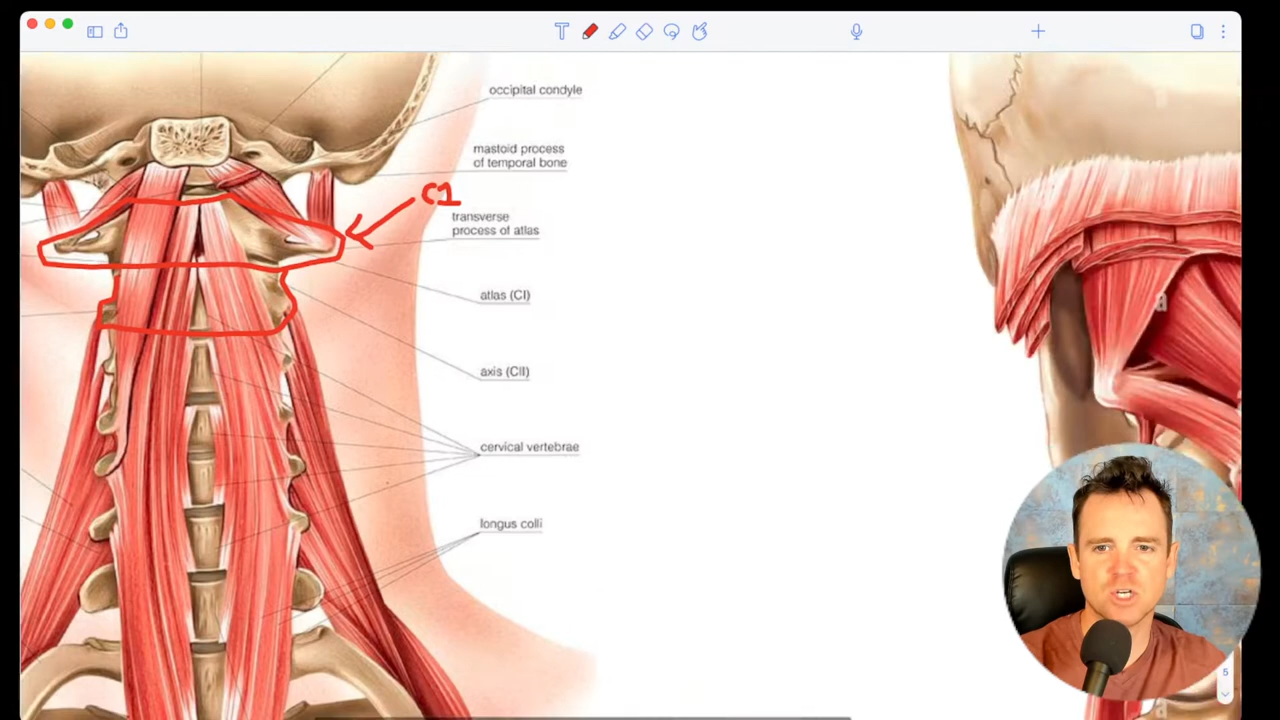 occipital condyle
mastoid process
of temporal bone
C1
transverse
process of atlas
atlas (CI)
axis (CII)
cervical vertebrae
longus colli
a
5